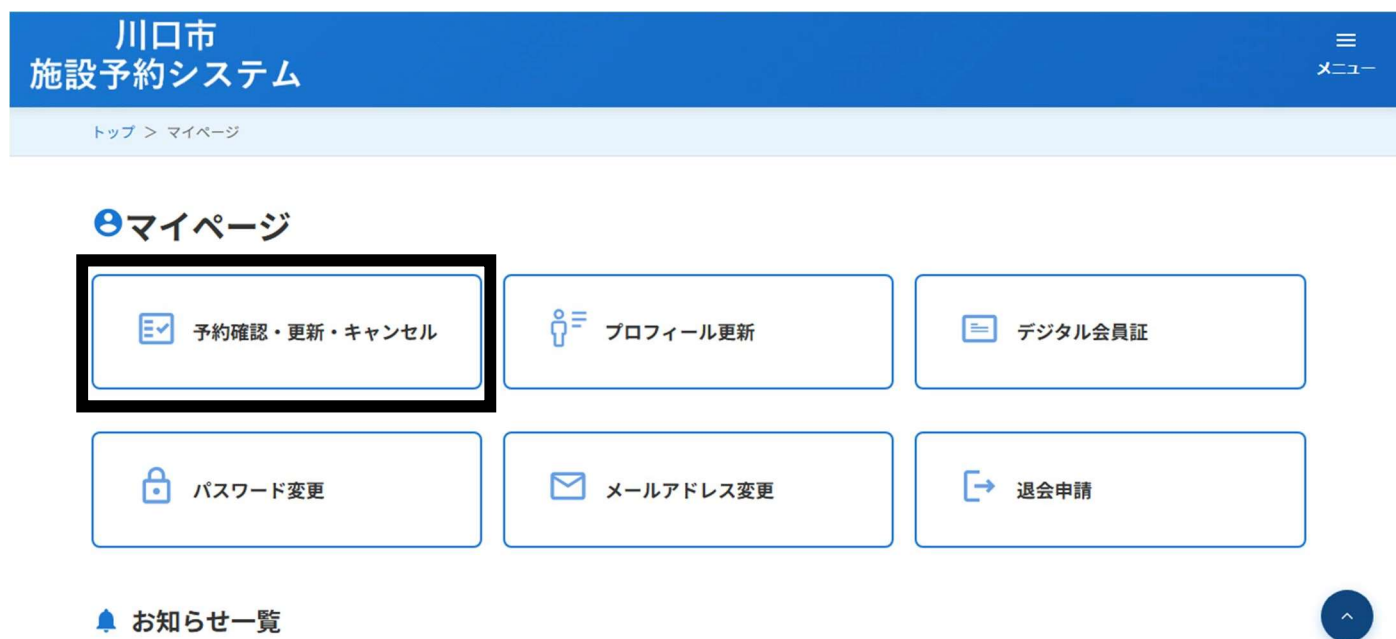 川口市
施設予約システム
メニュー
トップ ＞ マイページ
マイページ
予約確認・更新・キャンセル
プロフィール更新
デジタル会員証
パスワード変更
メールアドレス変更
退会申請
お知らせ一覧